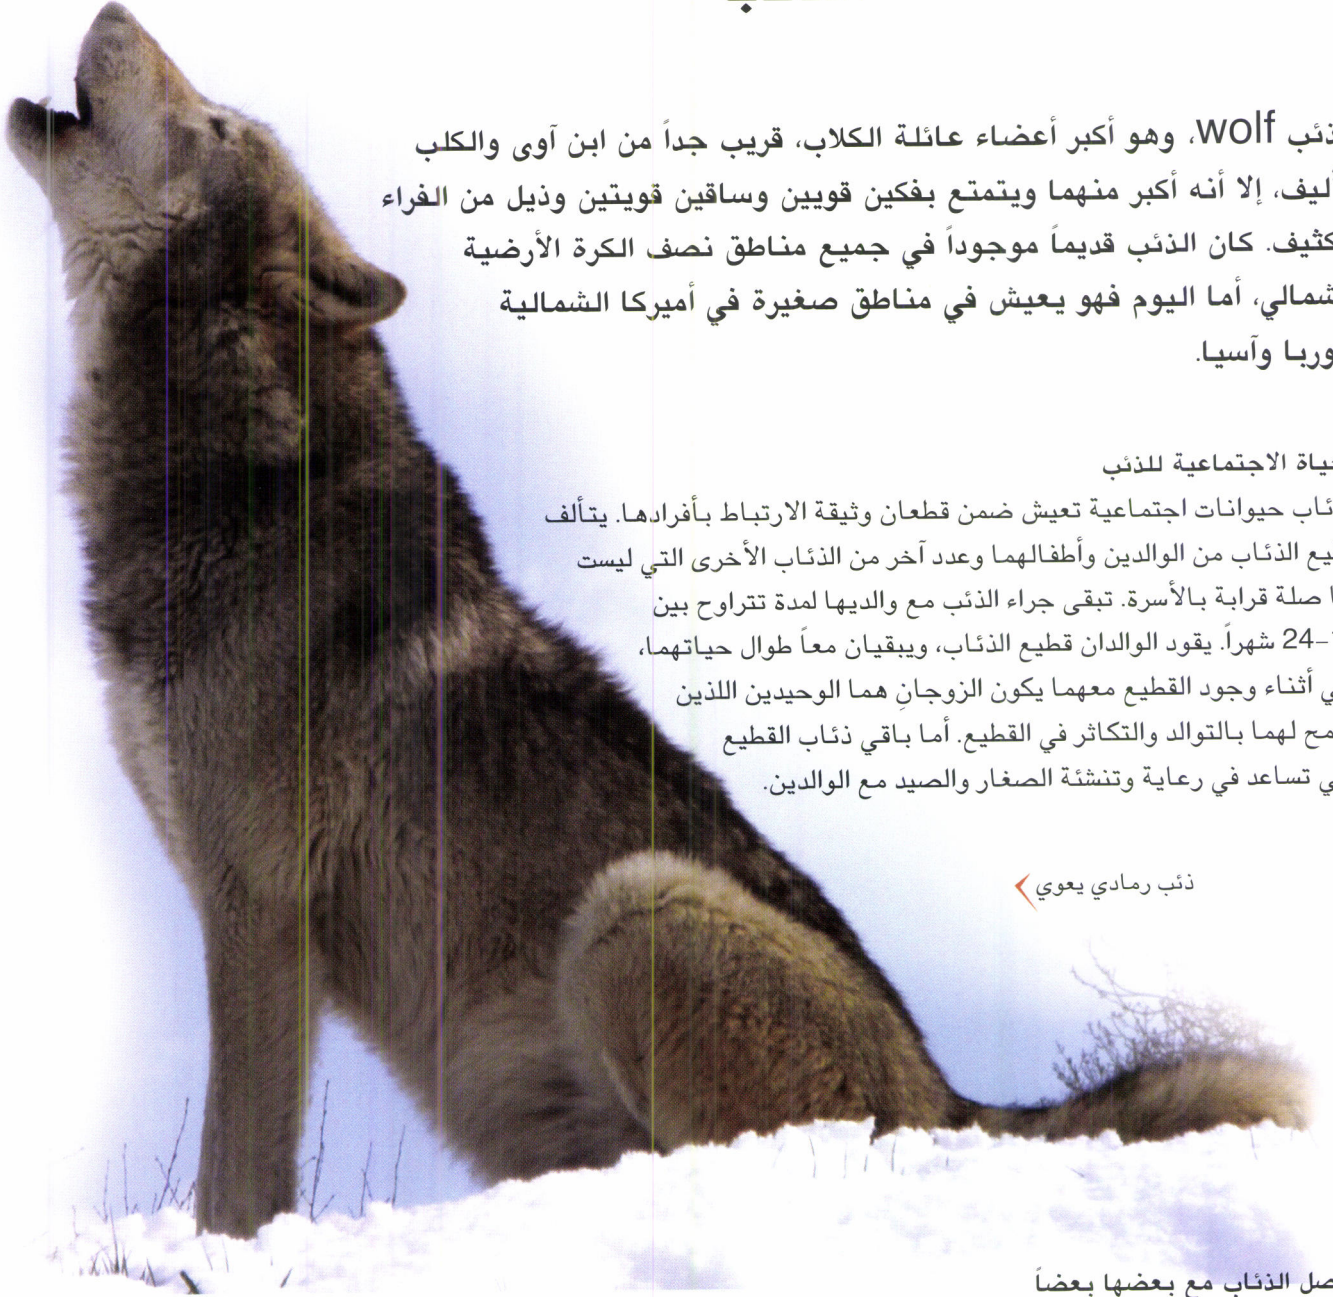 ذئب wolf، وهو أكبر أعضاء عائلة الكلاب، قريب جداً من ابن آوى والكلب
أليف، إلا أنه أكبر منهما ويتمتع بفكين قويين وساقين قويتين وذيل من الفراء
كثيف. كان الذئب قديماً موجوداً في جميع مناطق نصف الكرة الأرضية
شمالي، أما اليوم فهو يعيش في مناطق صغيرة في أميركا الشمالية
وربا وآسيا.
ياة الاجتماعية للذئب
ئاب حيوانات اجتماعية تعيش ضمن قطعان وثيقة الارتباط بأفرادها. يتألف
يع الذئاب من الوالدين وأطفالهما وعدد آخر من الذئاب الأخرى التي ليست
ا صلة قرابة بالأسرة. تبقى جراء الذئب مع والديها لمدة تتراوح بين
–24 شهراً. يقود الوالدان قطيع الذئاب، ويبقيان معاً طوال حياتهما،
ي أثناء وجود القطيع معهما يكون الزوجانِ هما الوحيدين اللذين
مح لهما بالتوالد والتكاثر في القطيع. أما باقي ذئاب القطيع
ي تساعد في رعاية وتنشئة الصغار والصيد مع الوالدين.
ذئب رمادي يعوي
صل الذئاب مع بعضها بعضاً